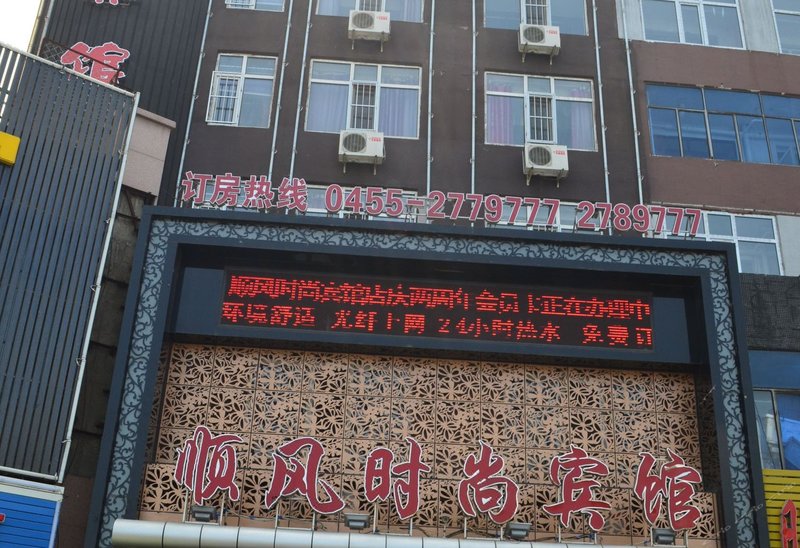 馆
订房热线 0455-2779777 2789777
顺风时尚宾馆店庆两周年会员卡正在办理中
环境舒适 光纤上网 24小时热水 免费订
顺风时尚宾馆